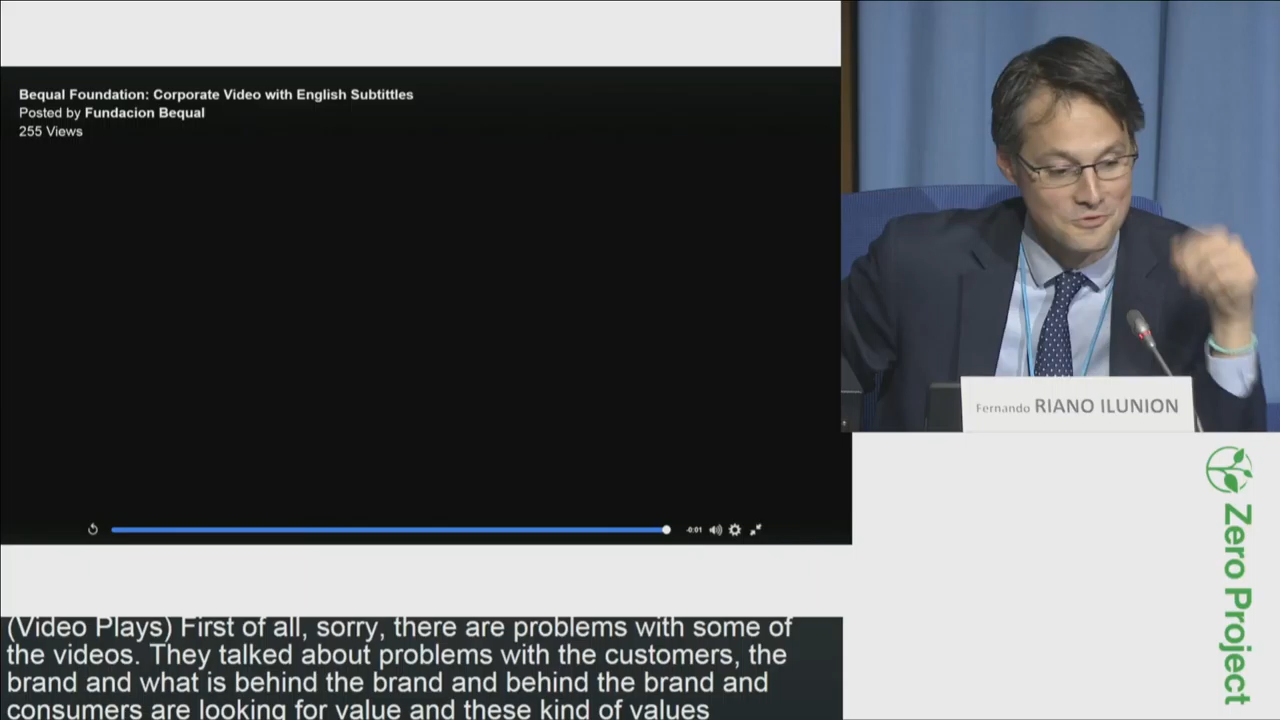 Bequal Foundation: Corporate Video with English Subtittles
Posted by Fundacion Bequal
255 Views
-0:01
Fernando RIANO ILUNION
Zero Project
(Video Plays) First of all, sorry, there are problems with some of
the videos. They talked about problems with the customers, the
brand and what is behind the brand and behind the brand and
consumers are looking for value and these kind of values